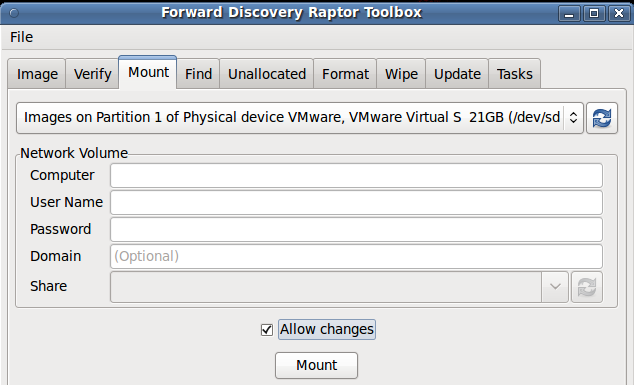 Forward Discovery Raptor Toolbox
File
Image Verify Mount Find Unallocated Format Wipe Update Tasks
Images on Partition 1 of Physical device VMware, VMware Virtual S 21GB (/dev/sd
Network Volume
Computer
User Name
Password
Domain (Optional)
Share
Allow changes
Mount